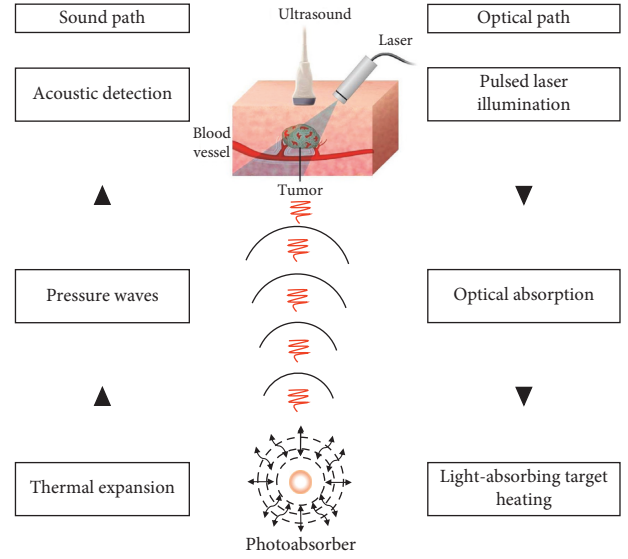 Sound path
Ultrasound
Optical path
Laser
Acoustic detection
Pulsed laser
illumination
Blood
vessel
Tumor
Pressure waves
Optical absorption
Thermal expansion
Light-absorbing target
heating
Photoabsorber